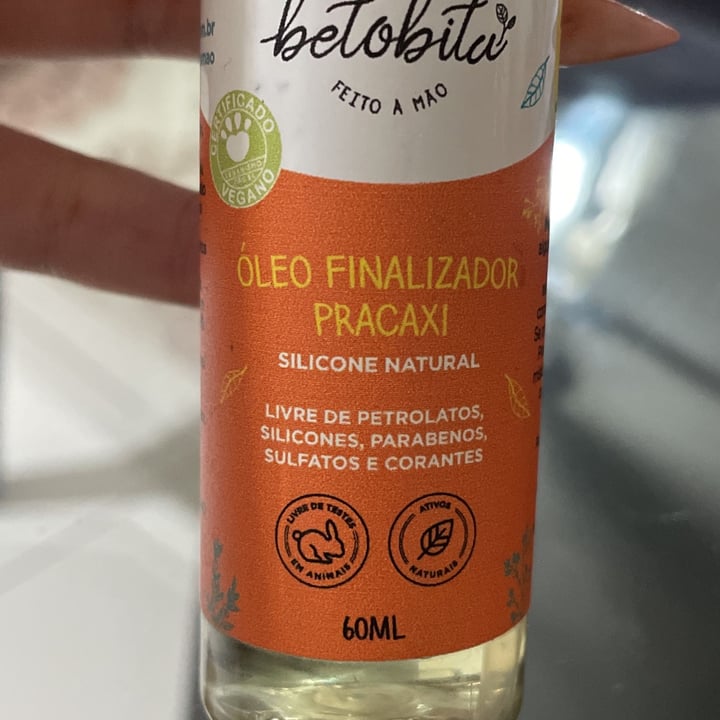 betobita
FEITO A MÃO
CERTIFICADO
VEGANO
ÓLEO FINALIZADOR
PRACAXI
SILICONE NATURAL
LIVRE DE PETROLATOS,
SILICONES, PARABENOS,
SULFATOS E CORANTES
LIVRE DE TESTES
EM ANIMAIS
ATIVOS
NATURAIS
60ML